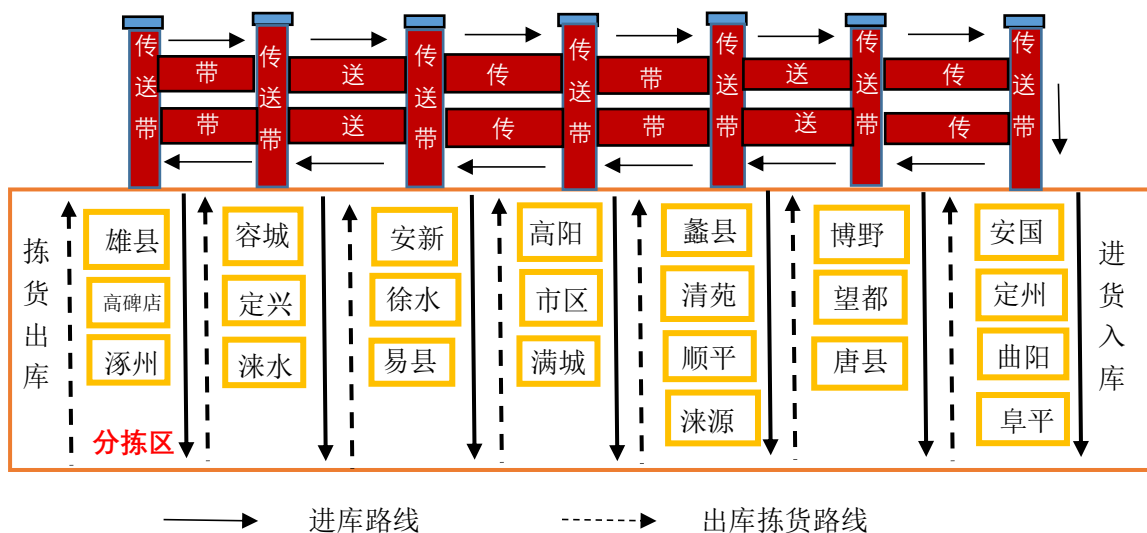 传送带
传送带
传送带
传送带
传送带
传送带
传送带
带
送
传
带
送
传
带
送
传
带
送
传
拣货出库
雄县
高碑店
涿州
容城
定兴
涞水
安新
徐水
易县
高阳
市区
满城
蠡县
清苑
顺平
涞源
博野
望都
唐县
安国
定州
曲阳
阜平
进货入库
分拣区
进库路线
出库拣货路线